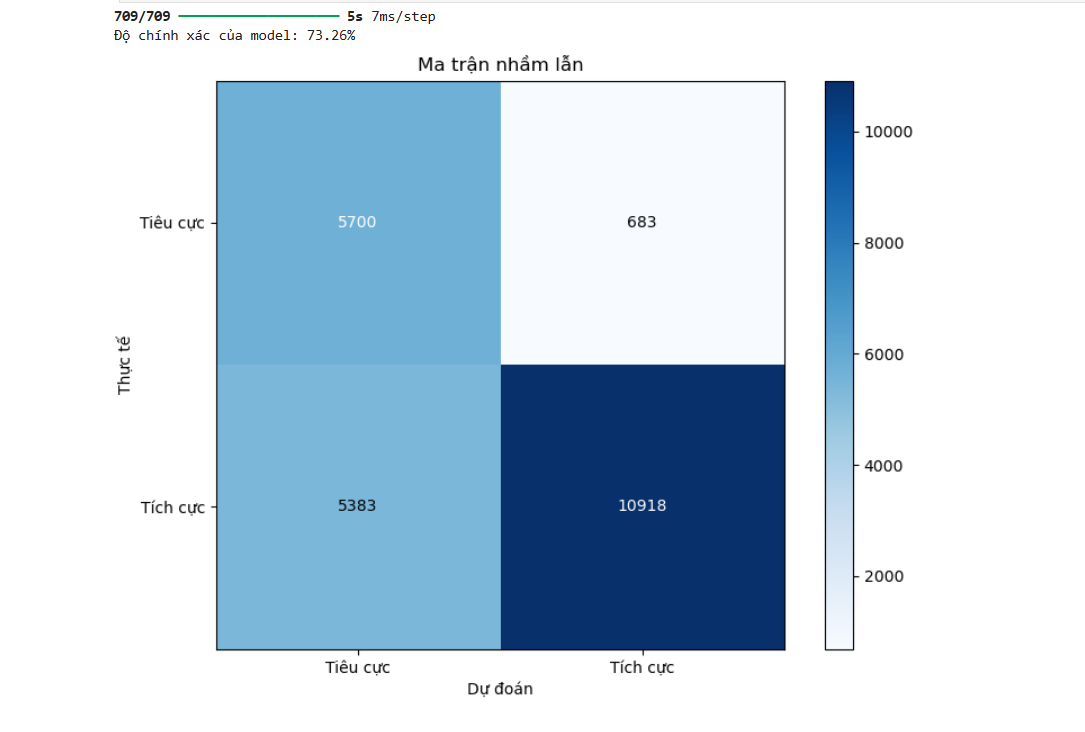 709/709 ━━━━━━━━━━━━━━━━━━━━ 5s 7ms/step
Độ chính xác của model: 73.26%
Ma trận nhầm lẫn
10000
8000
6000
4000
2000
Thực tế
Tiêu cực
5700
683
Tích cực
5383
10918
Tiêu cực
Tích cực
Dự đoán